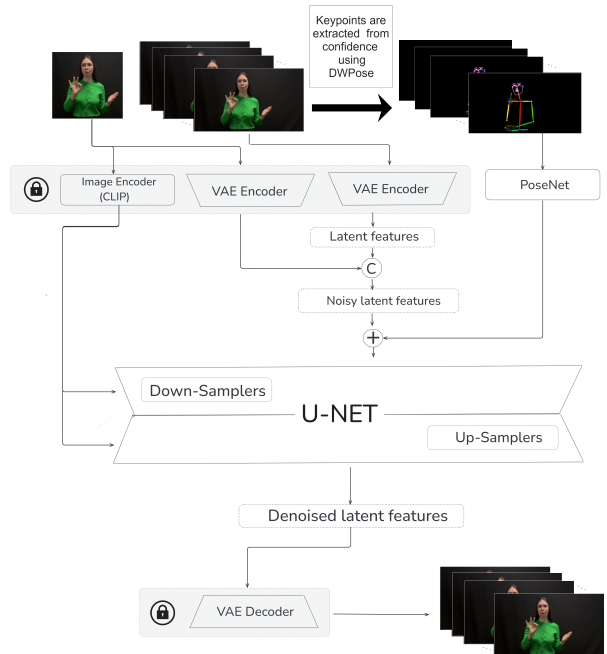 Keypoints are
extracted from
confidence
using
DWPose
Image Encoder
(CLIP)
VAE Encoder
VAE Encoder
PoseNet
Latent features
C
Noisy latent features
+
Down-Samplers
U-NET
Up-Samplers
Denoised latent features
VAE Decoder